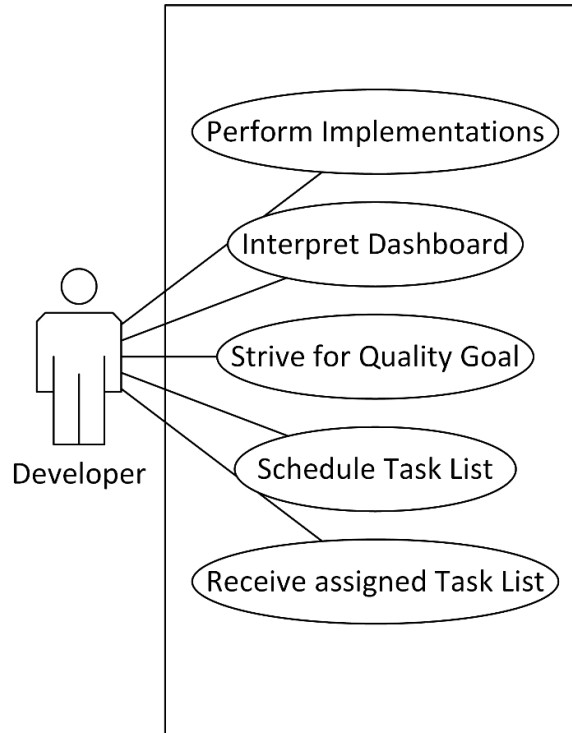 Perform Implementations
Interpret Dashboard
Strive for Quality Goal
Developer
Schedule Task List
Receive assigned Task List